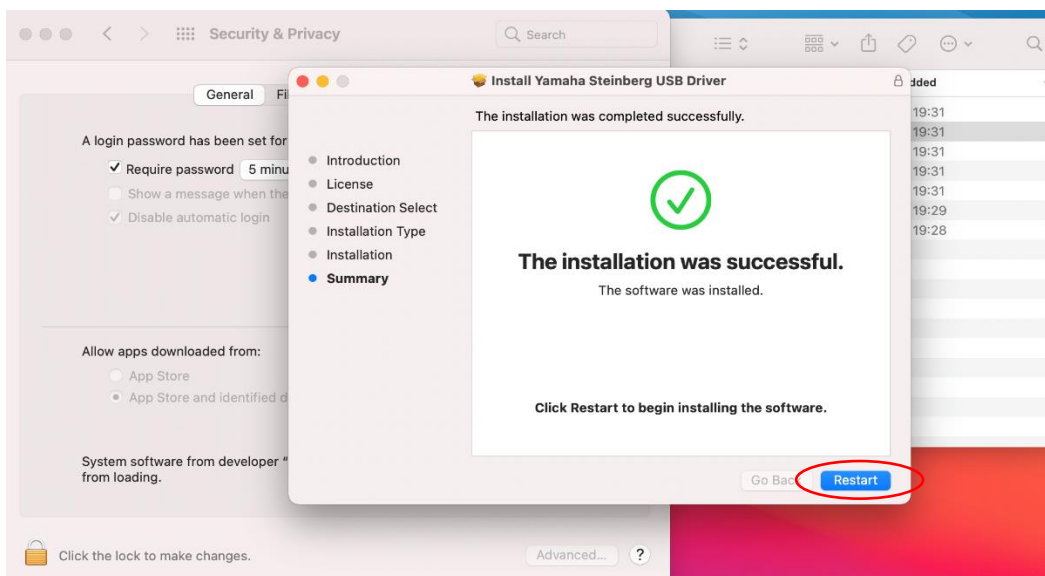 Security & Privacy
Search
General
A login password has been set for
Require password 5 minu
Show a message when the
Disable automatic login
Allow apps downloaded from:
App Store
App Store and identified d
System software from developer “
from loading.
Click the lock to make changes.
Advanced...
?
Install Yamaha Steinberg USB Driver
The installation was completed successfully.
Introduction
License
Destination Select
Installation Type
Installation
Summary
The installation was successful.
The software was installed.
Click Restart to begin installing the software.
Go Back
Restart
dded
19:31
19:31
19:31
19:31
19:31
19:29
19:28